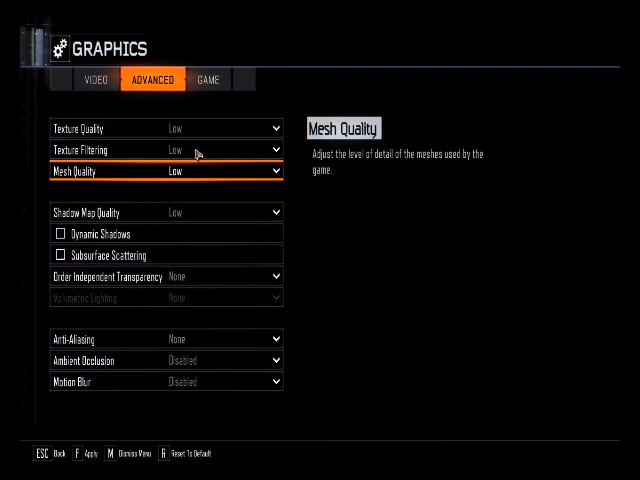 GRAPHICS
VIDEO ADVANCED GAME
Texture Quality Low
Texture Filtering Low
Mesh Quality Low
Shadow Map Quality Low
Dynamic Shadows
Subsurface Scattering
Order Independent Transparency None
Volumetric Lighting None
Anti-Aliasing None
Ambient Occlusion Disabled
Motion Blur Disabled
Mesh Quality
Adjust the level of detail of the meshes used by the
game.
ESC Back F Apply M Dismiss Menu R Reset To Default